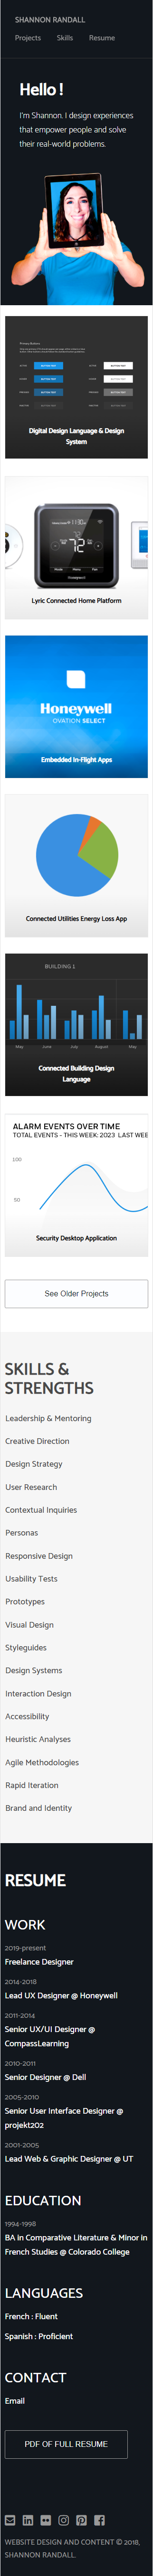 SHANNON RANDALL
Projects Skills Resume
Hello !
I'm Shannon. I design experiences
that empower people and solve
their real-world problems.
Digital Design Language & Design
System
72
Honeywell
Lyric Connected Home Platform
Honeywell
OVATION SELECT
Embedded In-Flight Apps
Connected Utilities Energy Loss App
BUILDING 1
May June July August May
Connected Building Design
Language
ALARM EVENTS OVER TIME
TOTAL EVENTS - THIS WEEK: 2023 LAST WEE
100
50
Security Desktop Application
See Older Projects
SKILLS &
STRENGTHS
Leadership & Mentoring
Creative Direction
Design Strategy
User Research
Contextual Inquiries
Personas
Responsive Design
Usability Tests
Prototypes
Visual Design
Styleguides
Design Systems
Interaction Design
Accessibility
Heuristic Analyses
Agile Methodologies
Rapid Iteration
Brand and Identity
RESUME
WORK
2019-present
Freelance Designer
2014-2018
Lead UX Designer @ Honeywell
2011-2014
Senior UX/UI Designer @
CompassLearning
2010-2011
Senior Designer @ Dell
2005-2010
Senior User Interface Designer @
projekt202
2001-2005
Lead Web & Graphic Designer @ UT
EDUCATION
1994-1998
BA in Comparative Literature & Minor in
French Studies @ Colorado College
LANGUAGES
French : Fluent
Spanish : Proficient
CONTACT
Email
PDF OF FULL RESUME
WEBSITE DESIGN AND CONTENT © 2018,
SHANNON RANDALL.